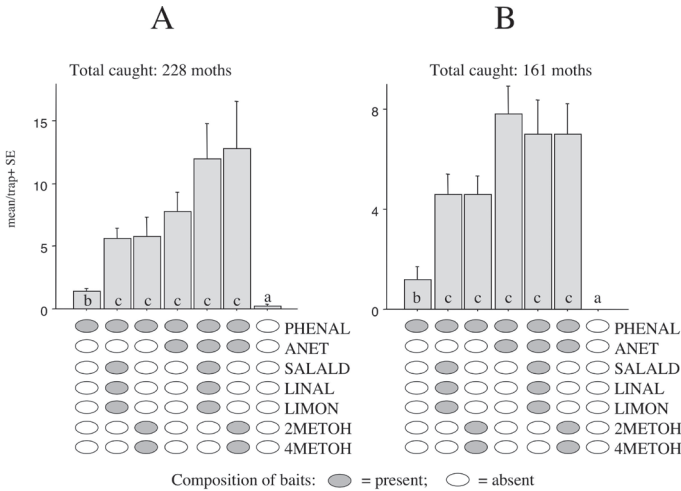 A
B
Total caught: 228 moths
Total caught: 161 moths
mean/trap+ SE
15
10
5
0
b c c c c c a
8
4
0
b c c c c c a
PHENAL
ANET
SALALD
LINAL
LIMON
2METOH
4METOH
PHENAL
ANET
SALALD
LINAL
LIMON
2METOH
4METOH
Composition of baits: = present; = absent